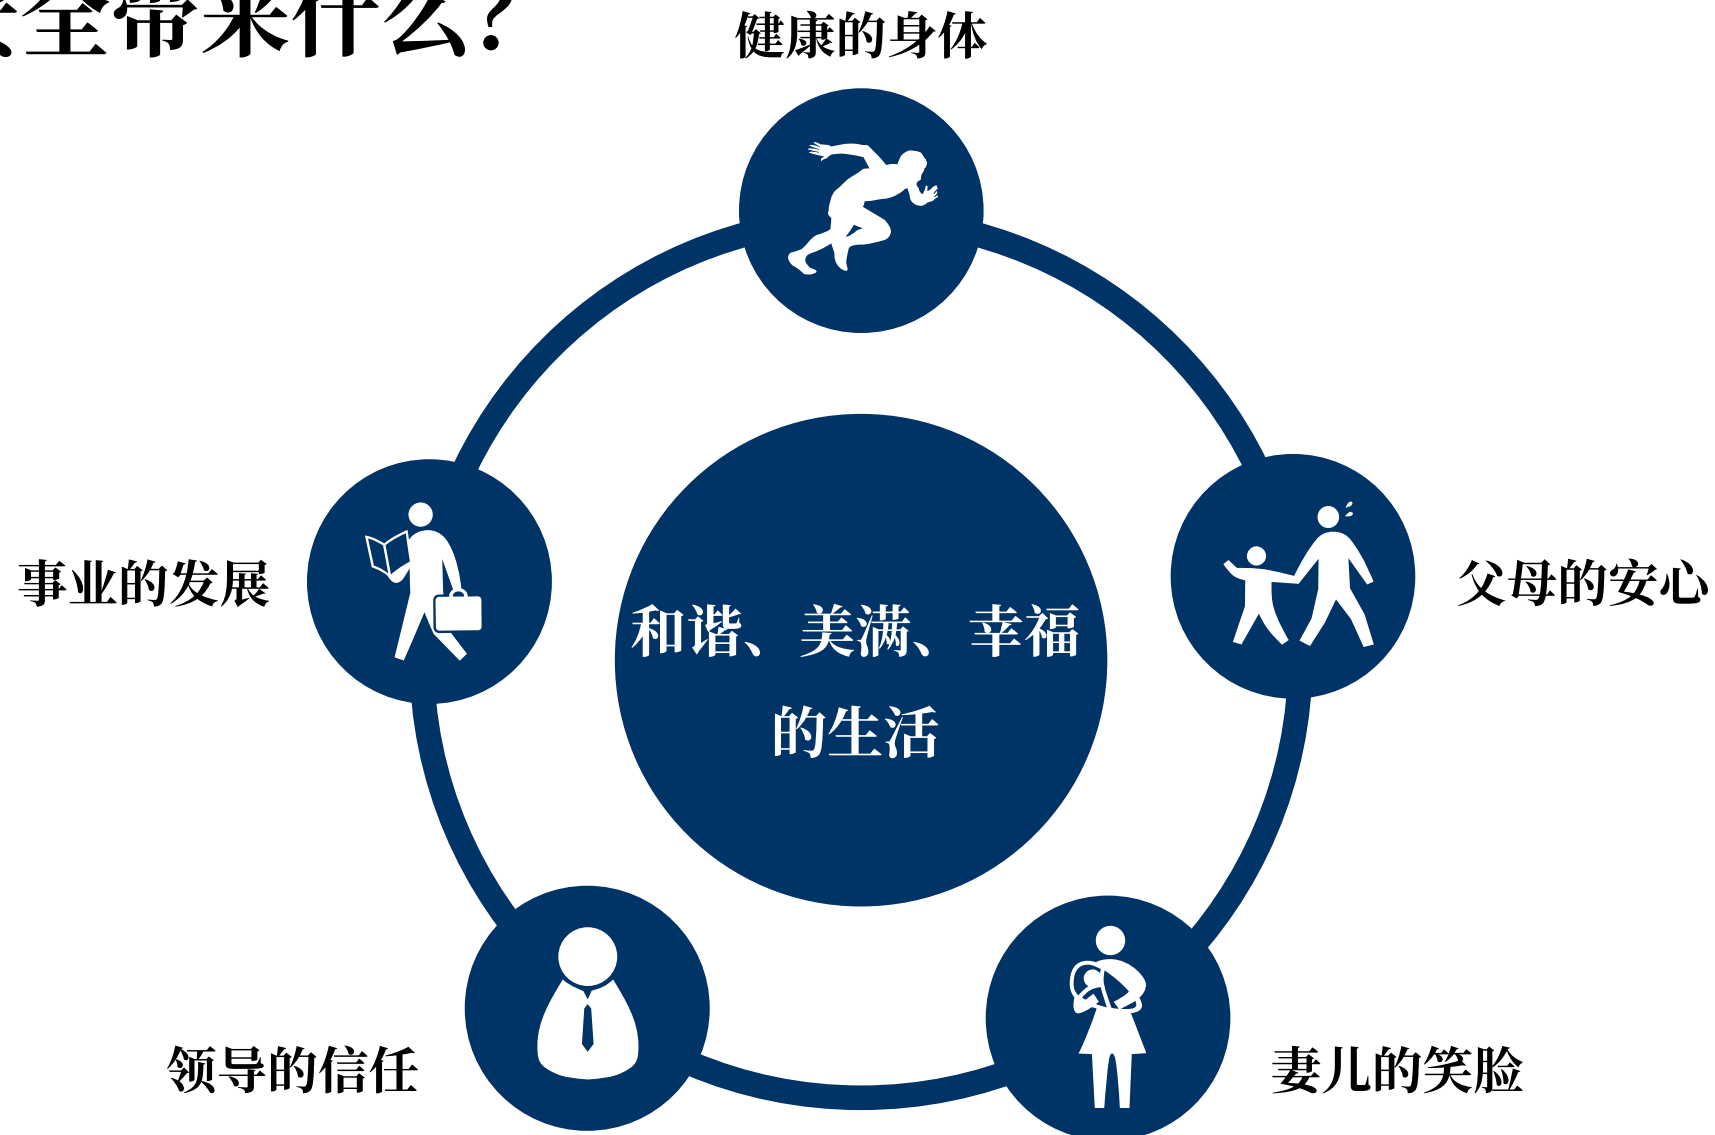 全带来什么？
健康的身体
事业的发展
父母的安心
和谐、美满、幸福
的生活
领导的信任
妻儿的笑脸